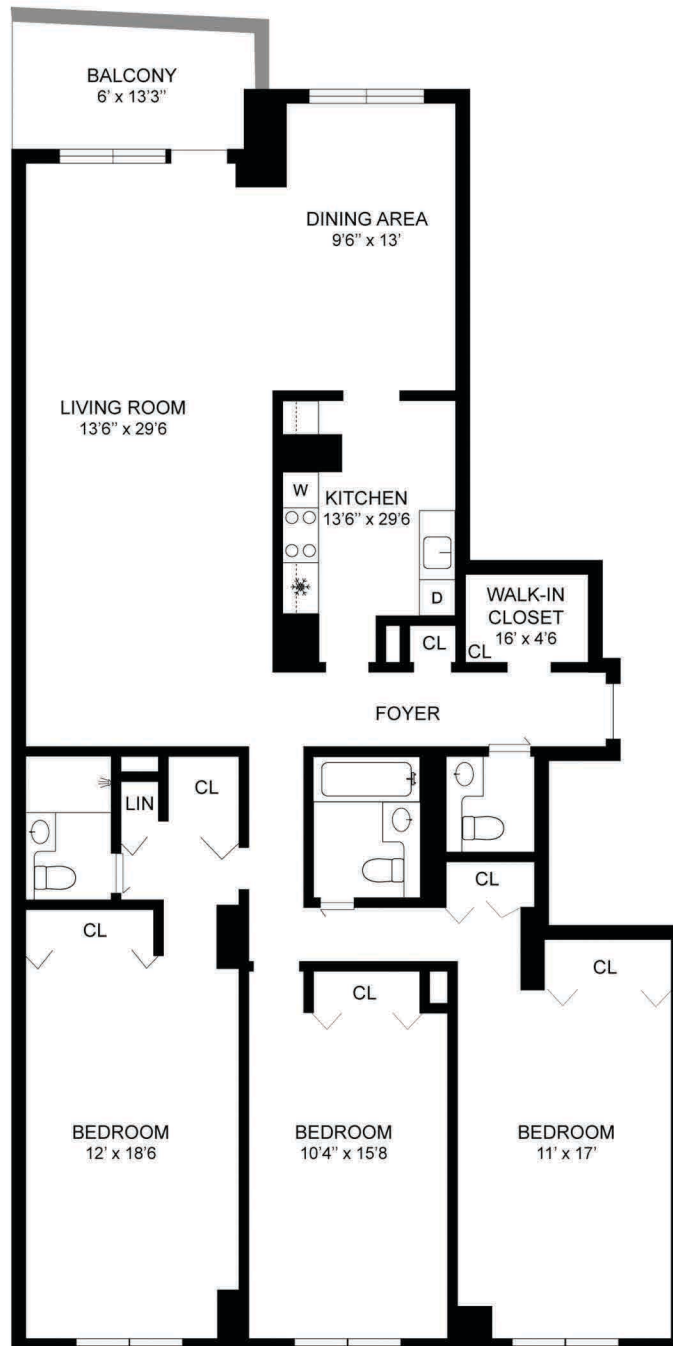 BALCONY
6' x 13'3"
DINING AREA
9'6" x 13'
LIVING ROOM
13'6" x 29'6
W
KITCHEN
13'6" x 29'6
D
WALK-IN
CLOSET
16' x 4'6
CL
CL
FOYER
CL
LIN
CL
CL
CL
CL
BEDROOM
12' x 18'6
BEDROOM
10'4" x 15'8
BEDROOM
11' x 17'